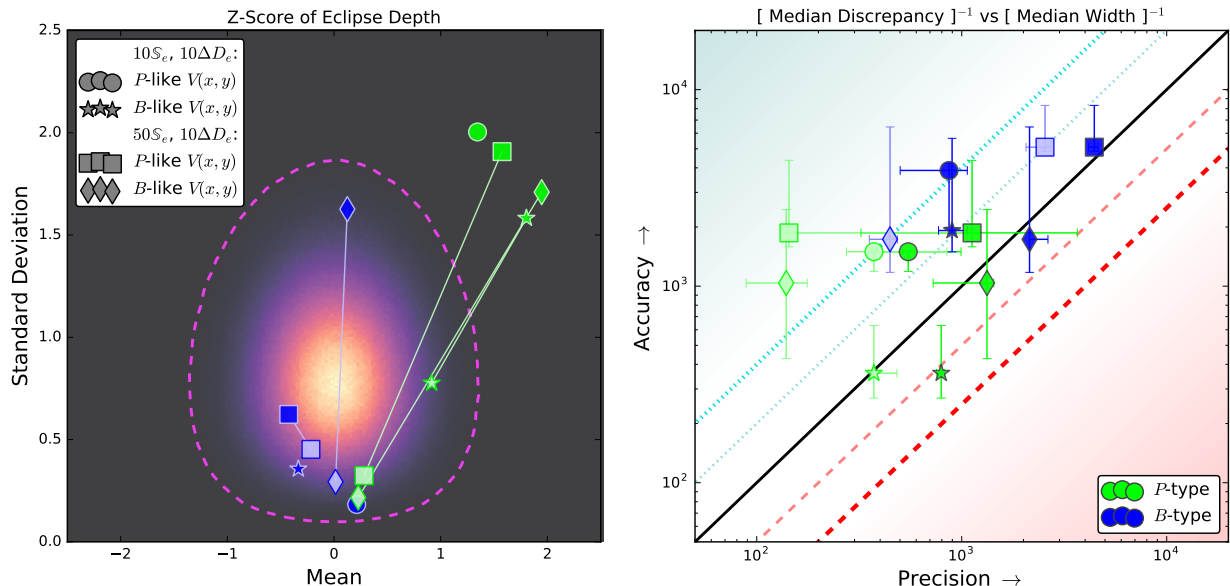 Z-Score of Eclipse Depth
2.5
2.0
1.5
1.0
0.5
0.0
Standard Deviation
10𝕊ₑ, 10ΔDₑ:
P-like V(x, y)
B-like V(x, y)
50𝕊ₑ, 10ΔDₑ:
P-like V(x, y)
B-like V(x, y)
−2
−1
0
1
2
Mean
[ Median Discrepancy ]⁻¹ vs [ Median Width ]⁻¹
10⁴
10³
10²
Accuracy →
P-type
B-type
10²
10³
10⁴
Precision →